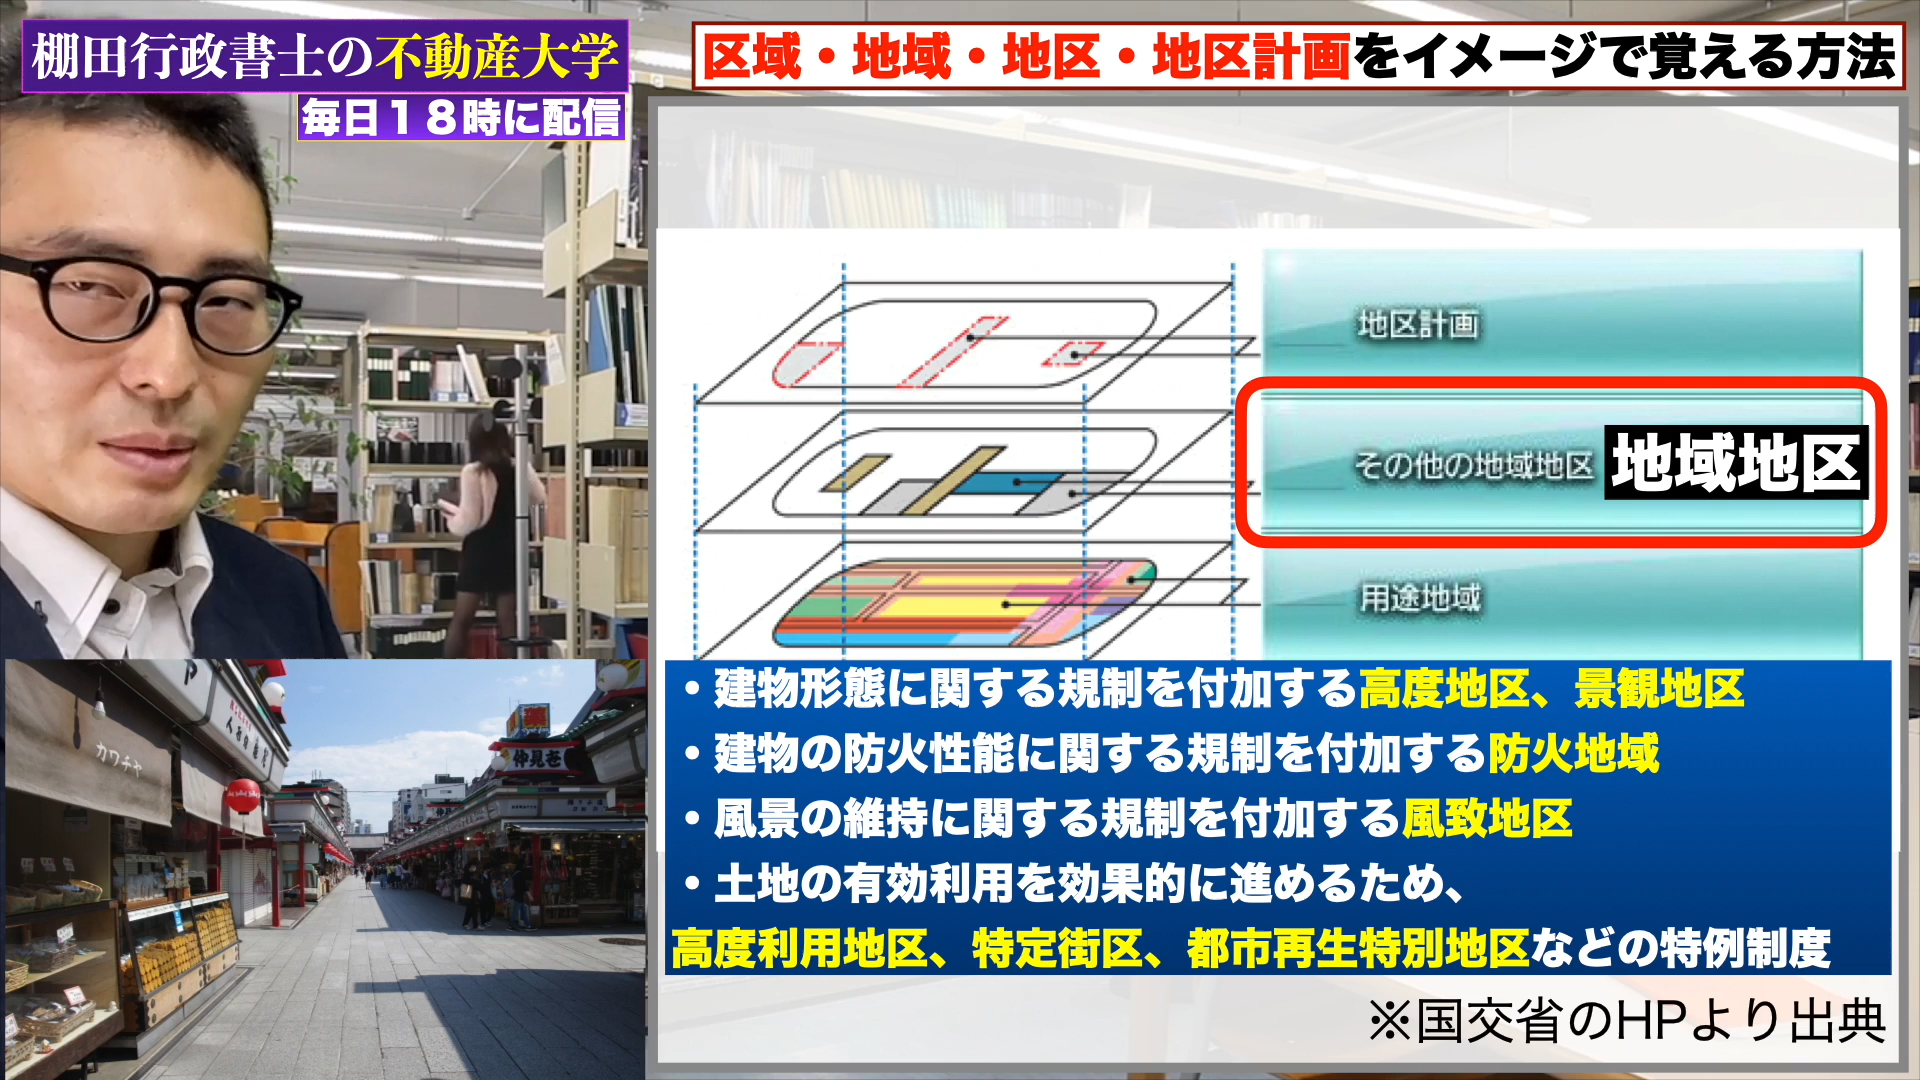 棚田行政書士の不動産大学
毎日18時に配信
区域・地域・地区・地区計画をイメージで覚える方法
地区計画
その他の地域地区 地域地区
用途地域
・建物形態に関する規制を付加する高度地区、景観地区
・建物の防火性能に関する規制を付加する防火地域
・風景の維持に関する規制を付加する風致地区
・土地の有効利用を効果的に進めるため、
高度利用地区、特定街区、都市再生特別地区などの特例制度
※国交省のHPより出典
カワチヤ